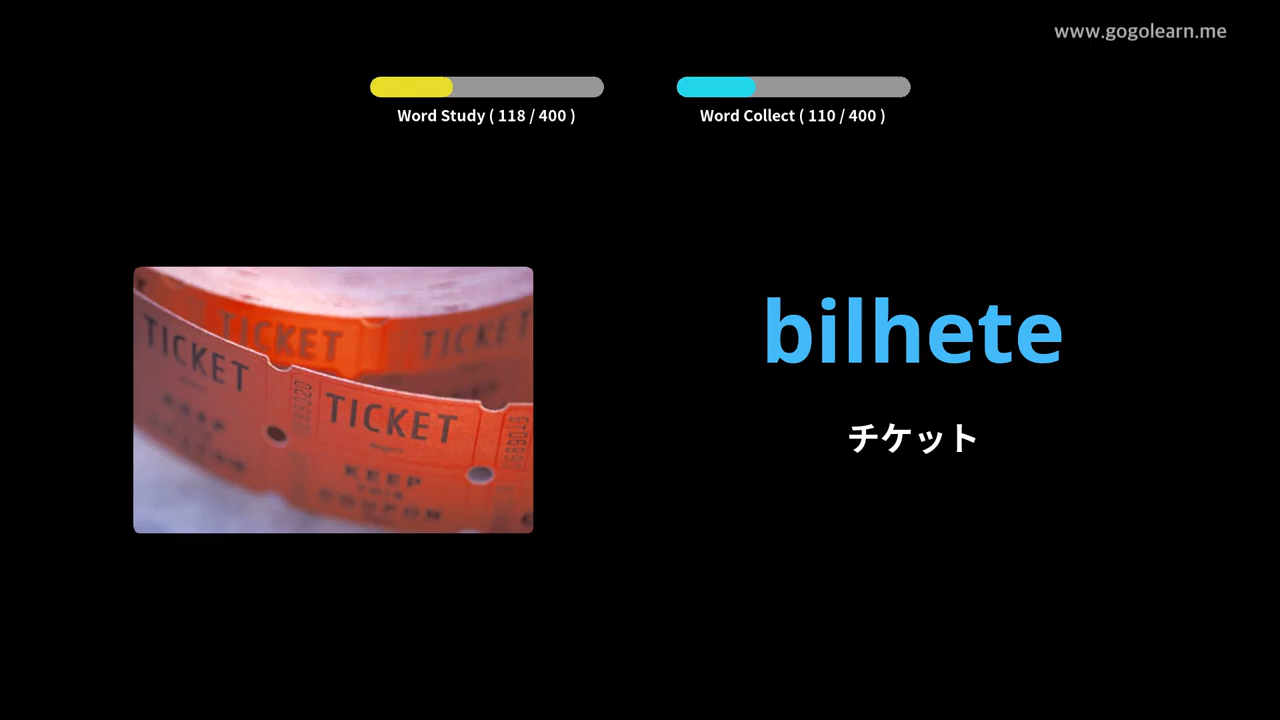 www.gogolearn.me
Word Study ( 118 / 400 )
Word Collect ( 110 / 400 )
TICKET
TICKET
TICKET
TICKET
KEEP
bilhete
チケット